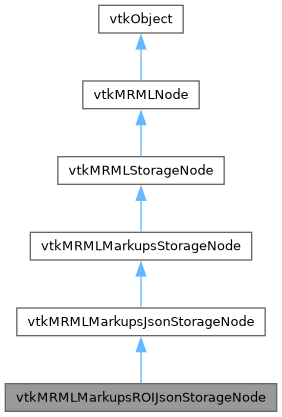 vtkObject
vtkMRMLNode
vtkMRMLStorageNode
vtkMRMLMarkupsStorageNode
vtkMRMLMarkupsJsonStorageNode
vtkMRMLMarkupsROIJsonStorageNode